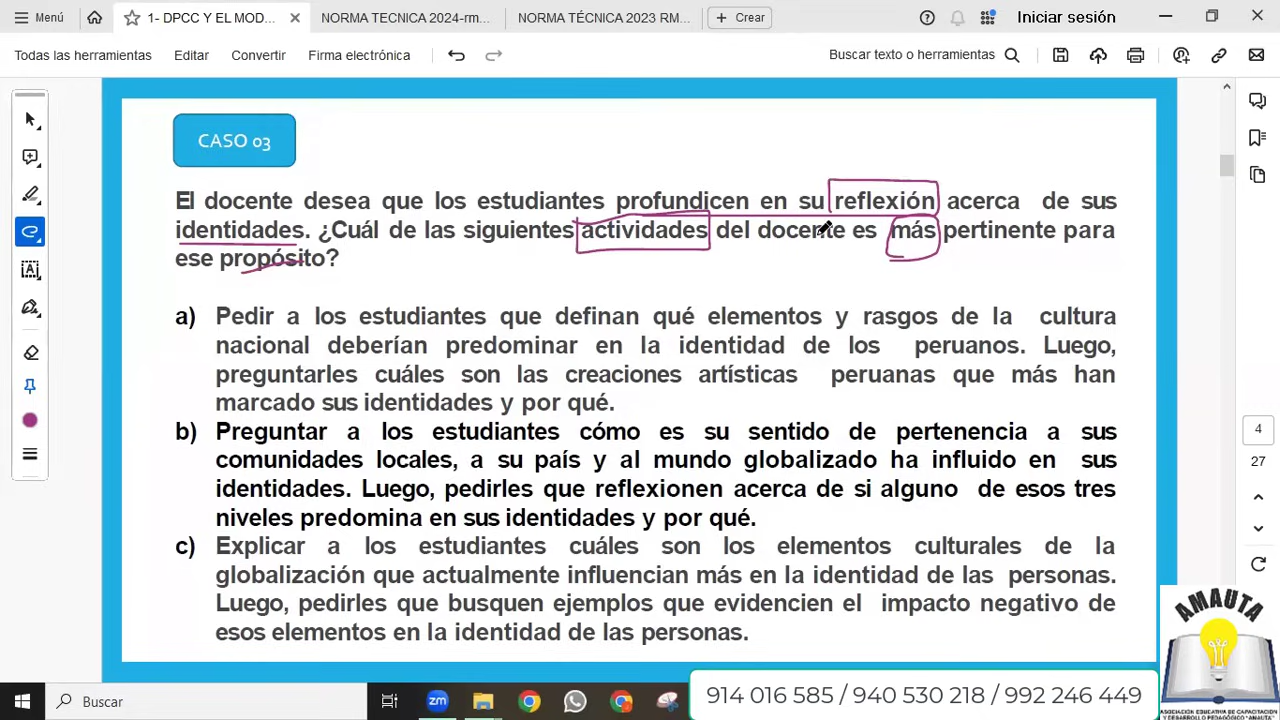 Menú
1- DPCC Y EL MOD...
NORMA TECNICA 2024-rm...
NORMA TÉCNICA 2023 RM...
Crear
Iniciar sesión
Todas las herramientas
Editar
Convertir
Firma electrónica
Buscar texto o herramientas
CASO 03
El docente desea que los estudiantes profundicen en su reflexión acerca de sus
identidades. ¿Cuál de las siguientes actividades del docente es más pertinente para
ese propósito?
a) Pedir a los estudiantes que definan qué elementos y rasgos de la cultura
nacional deberían predominar en la identidad de los peruanos. Luego,
preguntarles cuáles son las creaciones artísticas peruanas que más han
marcado sus identidades y por qué.
b) Preguntar a los estudiantes cómo es su sentido de pertenencia a sus
comunidades locales, a su país y al mundo globalizado ha influido en sus
identidades. Luego, pedirles que reflexionen acerca de si alguno de esos tres
niveles predomina en sus identidades y por qué.
c) Explicar a los estudiantes cuáles son los elementos culturales de la
globalización que actualmente influencian más en la identidad de las personas.
Luego, pedirles que busquen ejemplos que evidencien el impacto negativo de
esos elementos en la identidad de las personas.
4
27
AMAUTA
ASOCIACIÓN EDUCATIVA DE CAPACITACIÓN
Y DESARROLLO PEDAGÓGICO "AMAUTA"
Buscar
zm
914 016 585 / 940 530 218 / 992 246 449